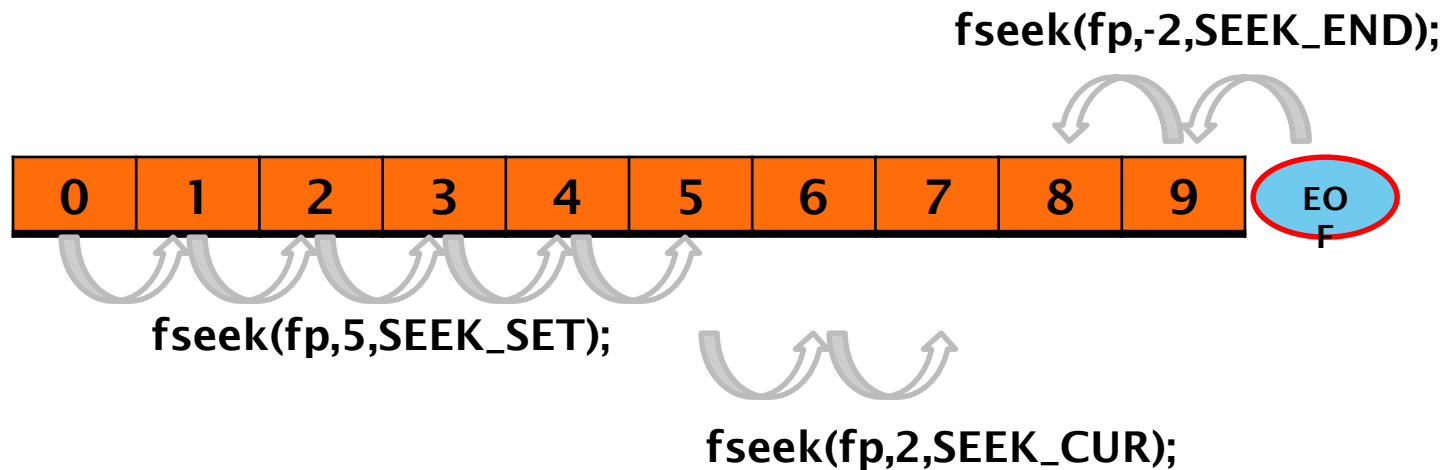 fseek(fp,-2,SEEK_END);
0 1 2 3 4 5 6 7 8 9 EO
F
fseek(fp,5,SEEK_SET);
fseek(fp,2,SEEK_CUR);